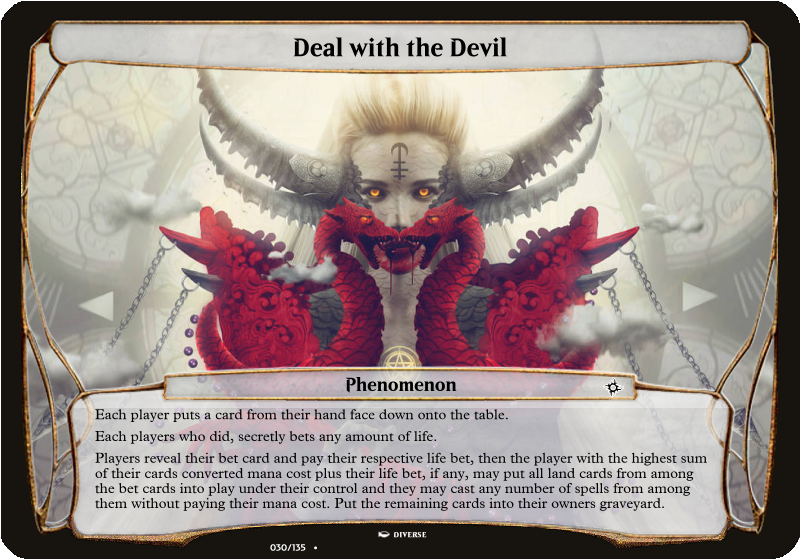 Deal with the Devil
Phenomenon
Each player puts a card from their hand face down onto the table.
Each players who did, secretly bets any amount of life.
Players reveal their bet card and pay their respective life bet, then the player with the highest sum
of their cards converted mana cost plus their life bet, if any, may put all land cards from among
the bet cards into play under their control and they may cast any number of spells from among
them without paying their mana cost. Put the remaining cards into their owners graveyard.
DIVERSE
030/135 •